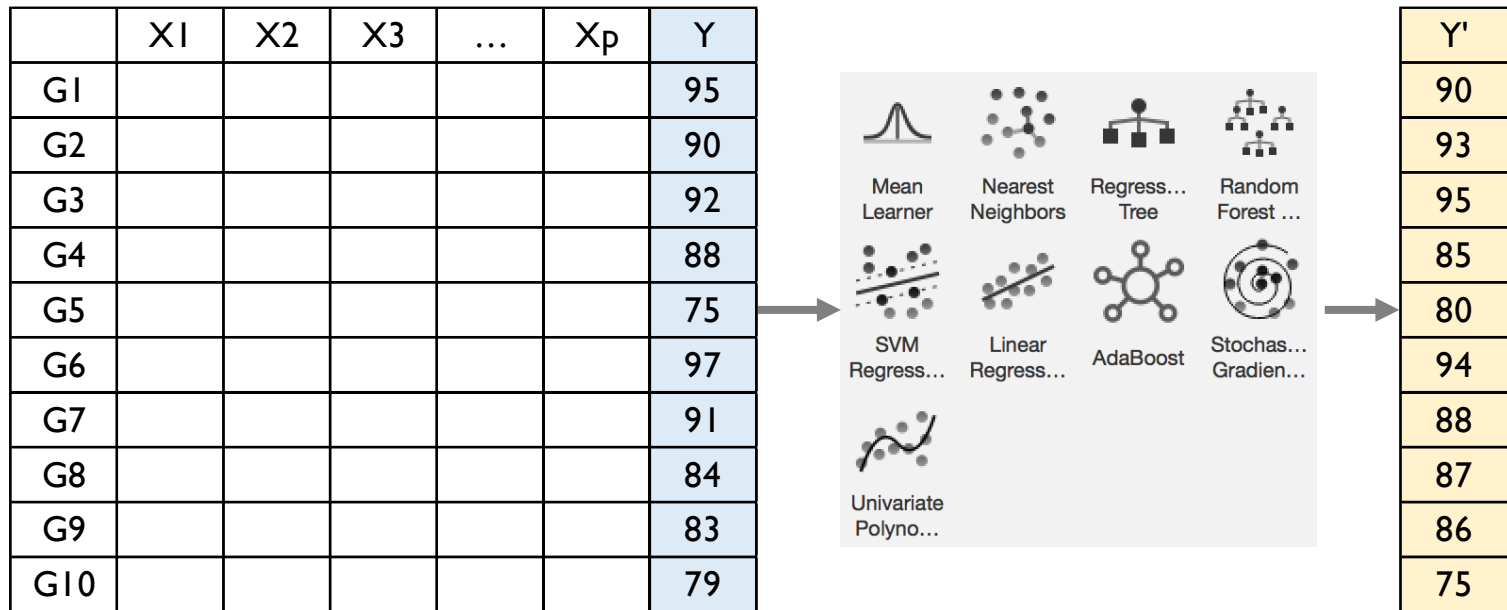 X1 X2 X3 … Xp Y
G1 95
G2 90
G3 92
G4 88
G5 75
G6 97
G7 91
G8 84
G9 83
G10 79
Mean Nearest Regress… Random
Learner Neighbors Tree Forest …
SVM Linear AdaBoost Stochas…
Regress… Regress… Gradien…
Univariate
Polyno…
Y'
90
93
95
85
80
94
88
87
86
75